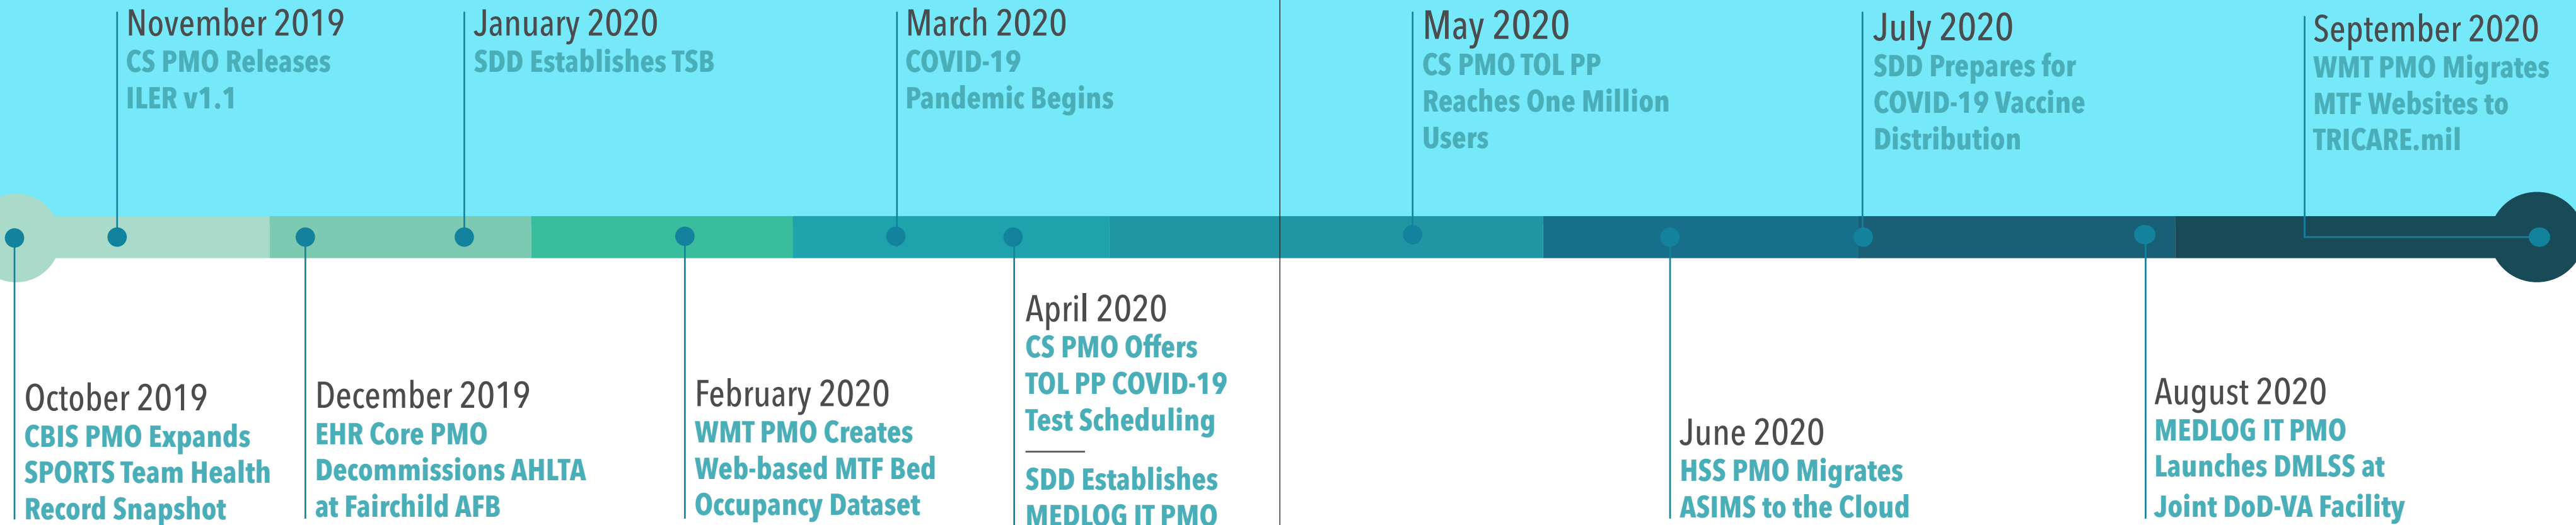 November 2019
CS PMO Releases
ILER v1.1
January 2020
SDD Establishes TSB
March 2020
COVID-19
Pandemic Begins
May 2020
CS PMO TOL PP
Reaches One Million
Users
July 2020
SDD Prepares for
COVID-19 Vaccine
Distribution
September 2020
WMT PMO Migrates
MTF Websites to
TRICARE.mil
October 2019
CBIS PMO Expands
SPORTS Team Health
Record Snapshot
December 2019
EHR Core PMO
Decommissions AHLTA
at Fairchild AFB
February 2020
WMT PMO Creates
Web-based MTF Bed
Occupancy Dataset
April 2020
CS PMO Offers
TOL PP COVID-19
Test Scheduling
SDD Establishes
MEDLOG IT PMO
June 2020
HSS PMO Migrates
ASIMS to the Cloud
August 2020
MEDLOG IT PMO
Launches DMLSS at
Joint DoD-VA Facility